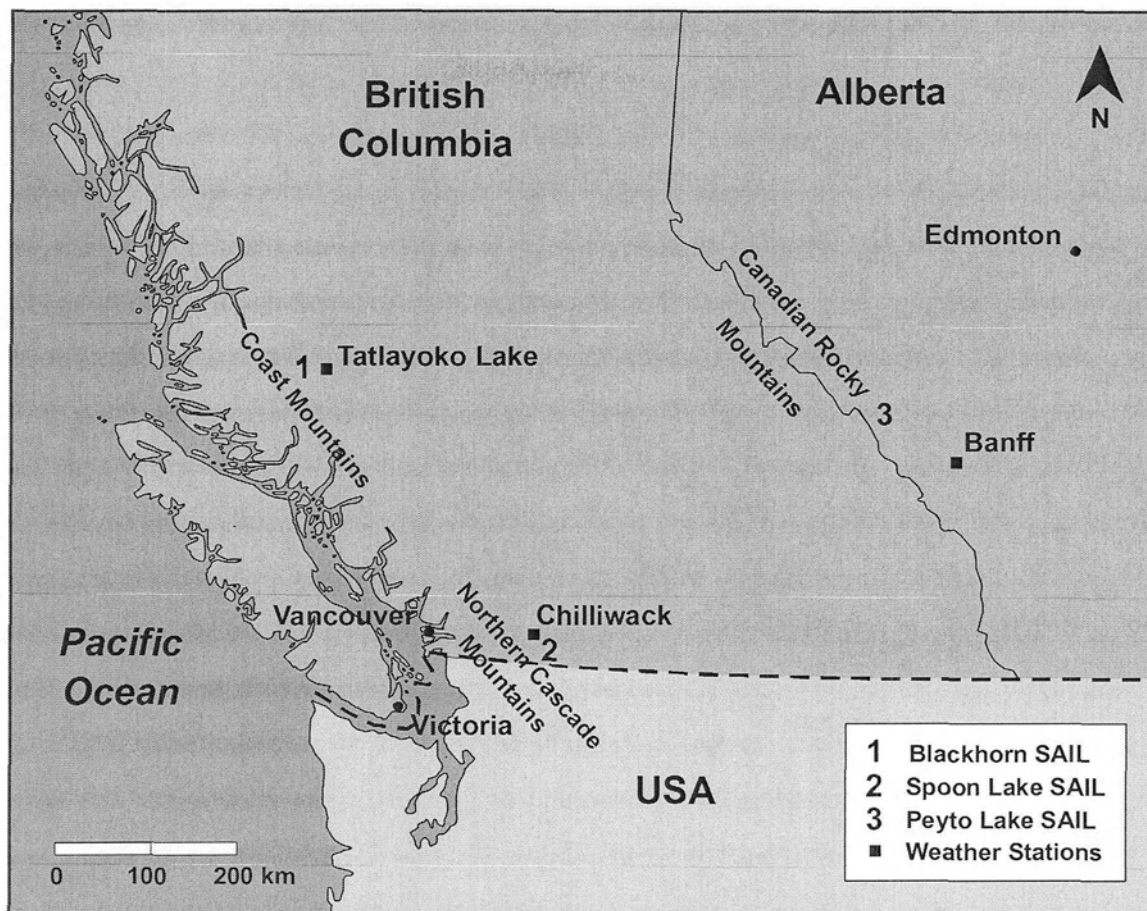 British
Columbia
Alberta
N
Edmonton
Canadian Rocky
Mountains
Coast Mountains
1
Tatlayoko Lake
3
Banff
Vancouver
Northern Cascade
Mountains
Chilliwack
2
Pacific
Ocean
Victoria
USA
1 Blackhorn SAIL
2 Spoon Lake SAIL
3 Peyto Lake SAIL
Weather Stations
0 100 200 km